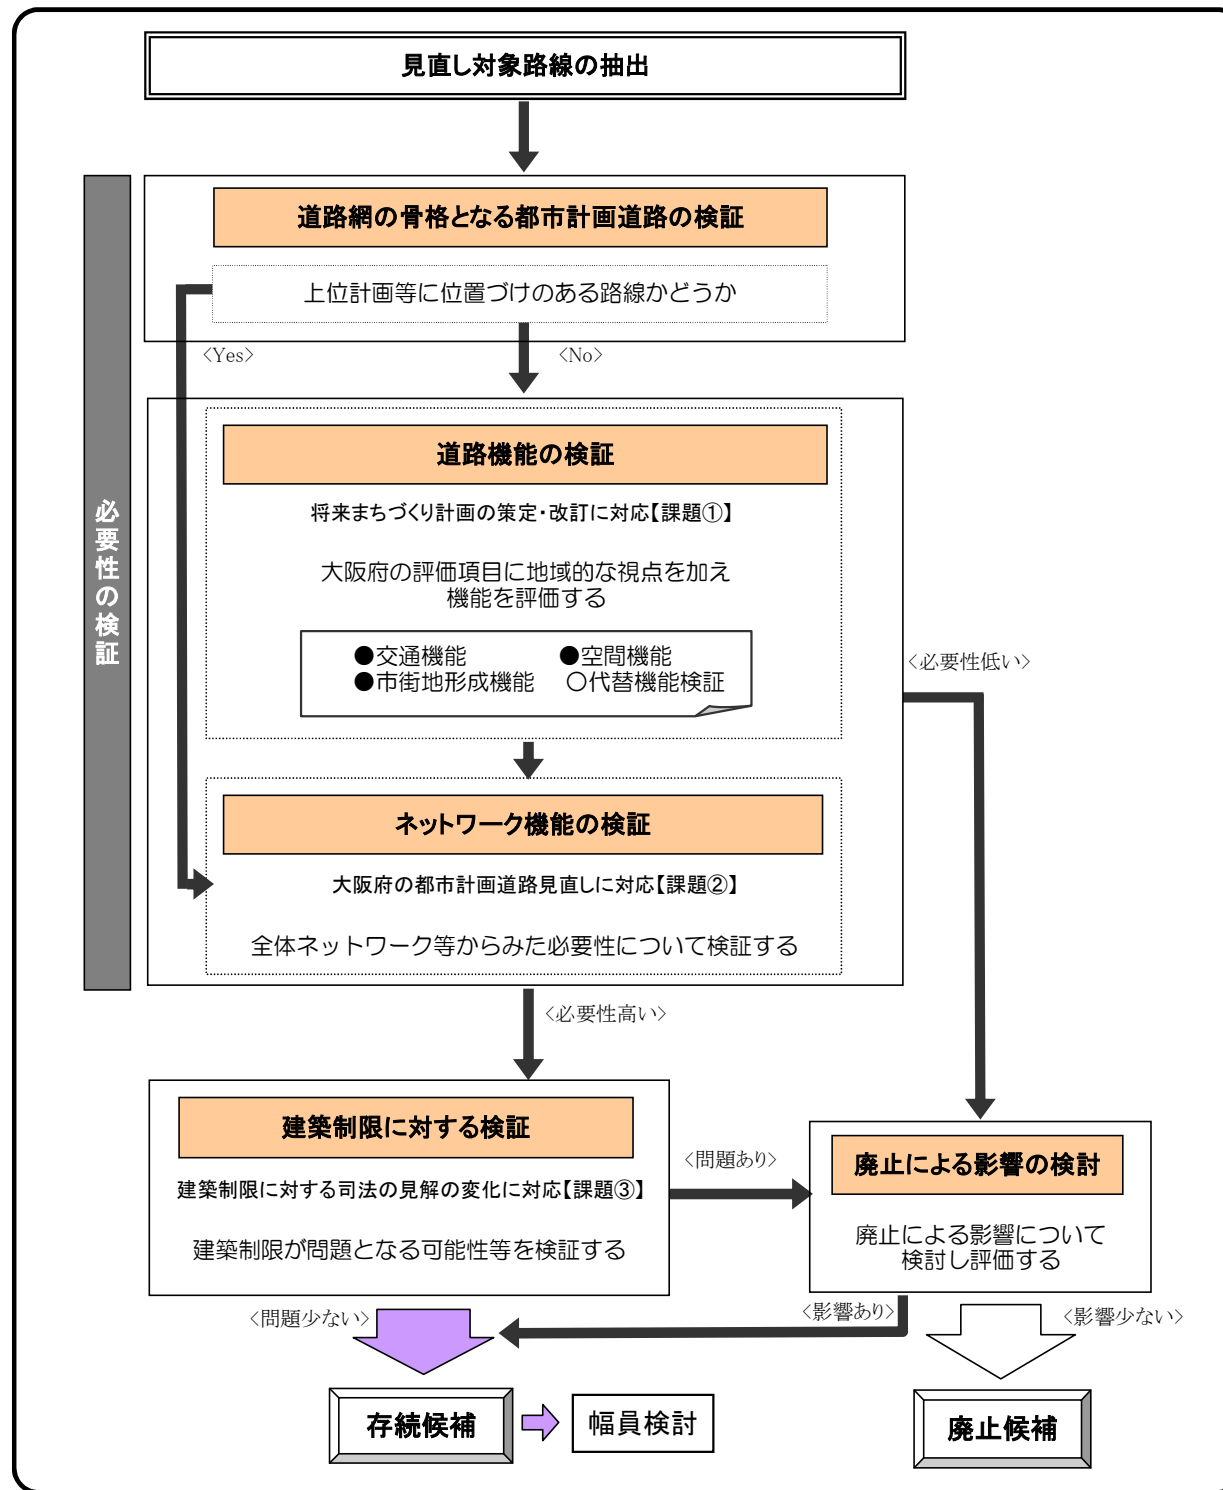 見直し対象路線の抽出
必要性の検証
道路網の骨格となる都市計画道路の検証
上位計画等に位置づけのある路線かどうか
<Yes>
<No>
道路機能の検証
将来まちづくり計画の策定・改訂に対応【課題①】
大阪府の評価項目に地域的な視点を加え
機能を評価する
●交通機能 ●空間機能
●市街地形成機能 ○代替機能検証
<必要性低い>
ネットワーク機能の検証
大阪府の都市計画道路見直しに対応【課題②】
全体ネットワーク等からみた必要性について検証する
<必要性高い>
建築制限に対する検証
建築制限に対する司法の見解の変化に対応【課題③】
建築制限が問題となる可能性等を検証する
<問題あり>
廃止による影響の検討
廃止による影響について
検討し評価する
<問題少ない>
<影響あり>
<影響少ない>
存続候補
幅員検討
廃止候補